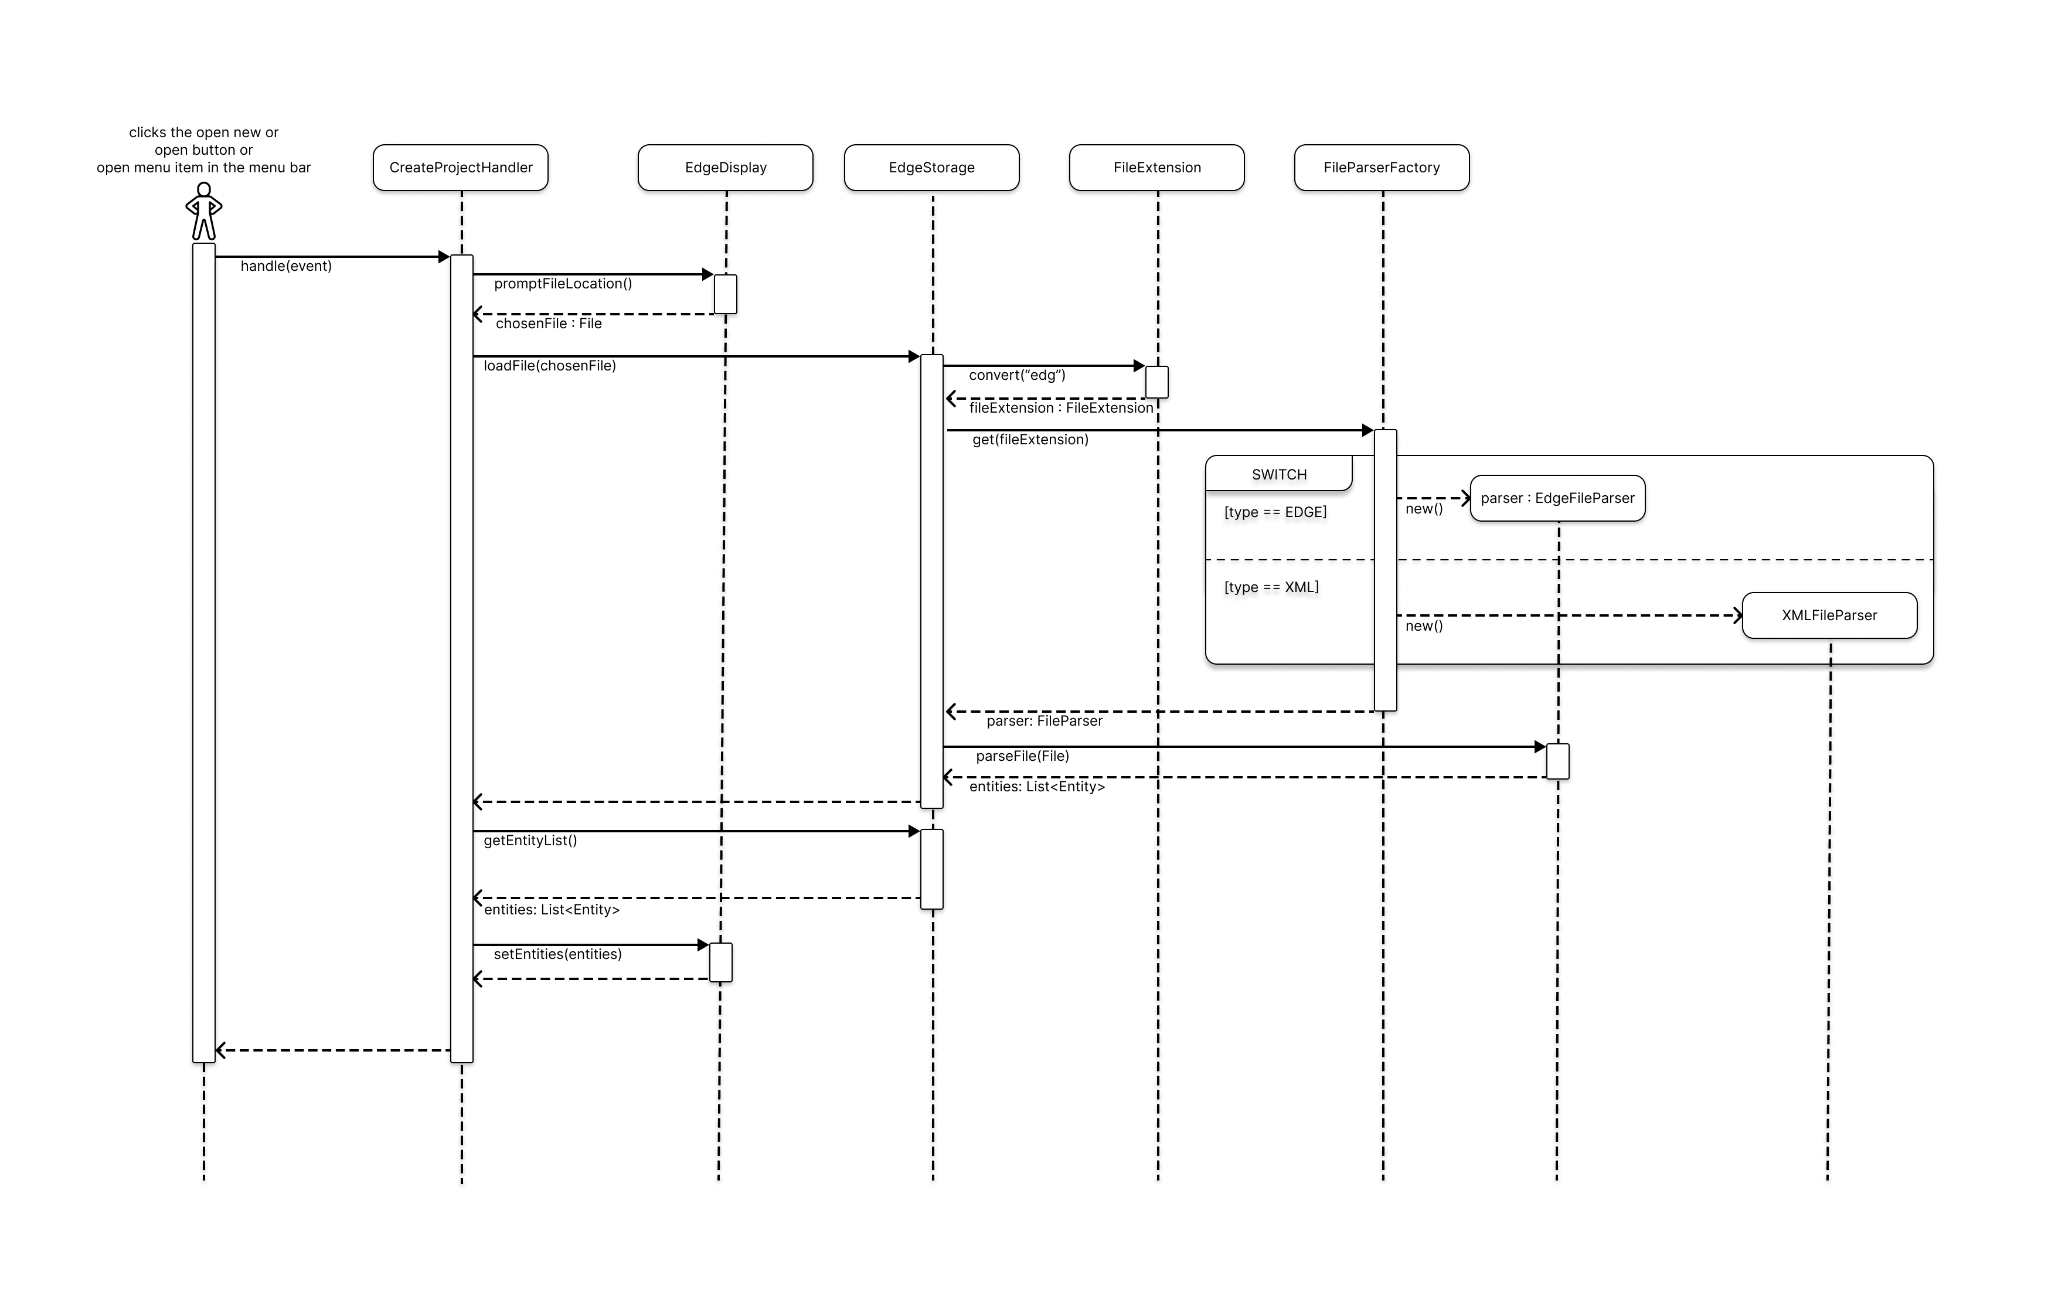 clicks the open new or
open button or
open menu item in the menu bar
CreateProjectHandler
EdgeDisplay
EdgeStorage
FileExtension
FileParserFactory
handle(event)
promptFileLocation()
chosenFile : File
loadFile(chosenFile)
convert(“edg”)
fileExtension : FileExtension
get(fileExtension)
SWITCH
[type == EDGE]
new()
parser : EdgeFileParser
[type == XML]
new()
XMLFileParser
parser: FileParser
parseFile(File)
entities: List<Entity>
getEntityList()
entities: List<Entity>
setEntities(entities)